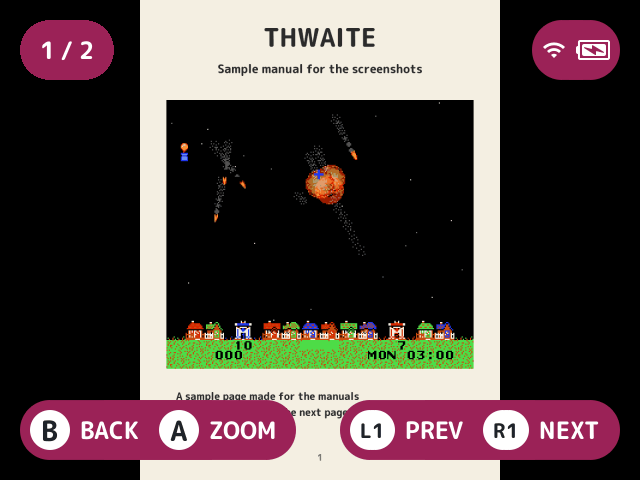 1 / 2
THWAITE
Sample manual for the screenshots
10
7
000
MON 03:00
A sample page made for the manuals
next page
B BACK A ZOOM
L1 PREV R1 NEXT
1